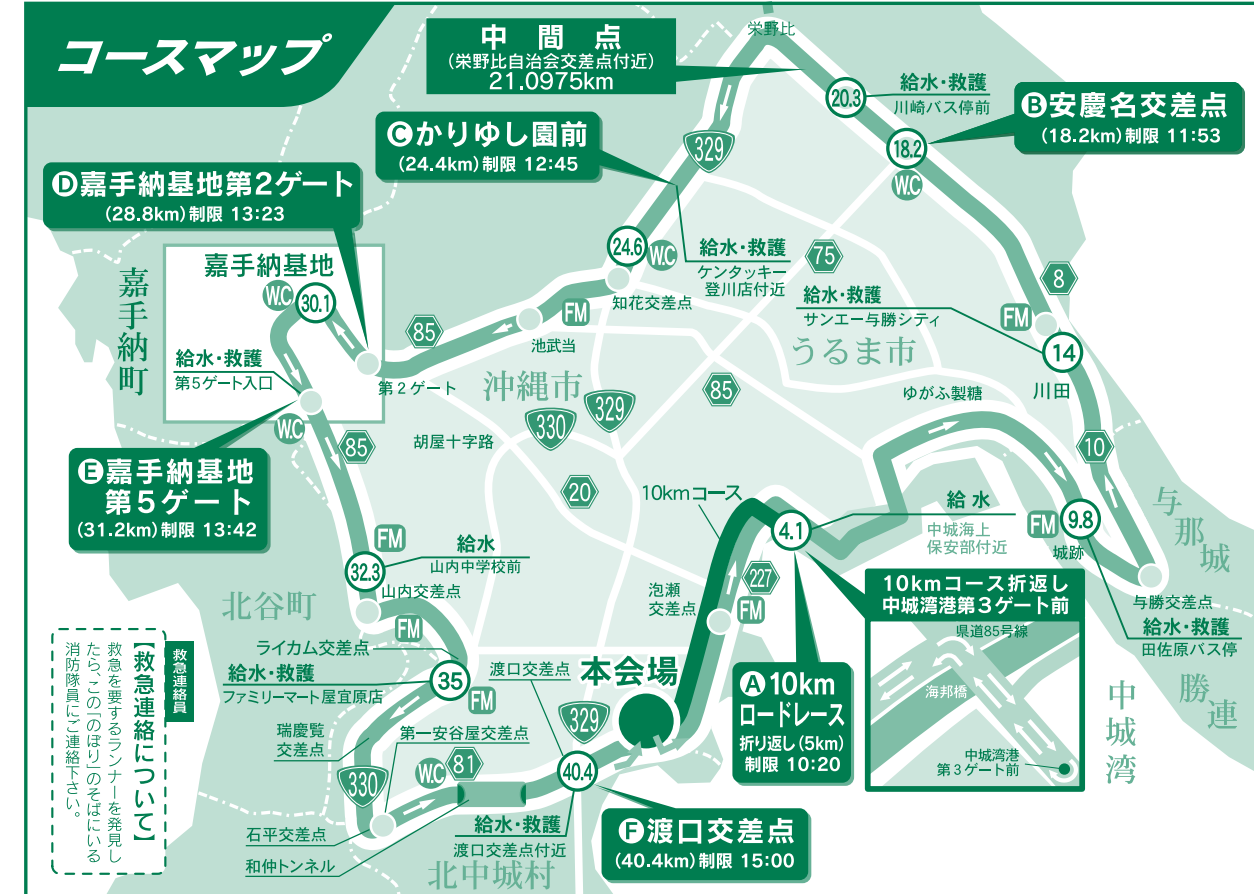 コースマップ
中間点
(栄野比自治会交差点付近)
21.0975km
栄野比
20.3
給水・救護
川崎バス停前
Ⓑ安慶名交差点
(18.2km)制限 11:53
18.2
W.C
Ⓒかりゆし園前
(24.4km)制限 12:45
329
Ⓓ嘉手納基地第2ゲート
(28.8km)制限 13:23
24.6
W.C
給水・救護
ケンタッキー
登川店付近
75
8
嘉手納基地
W.C
30.1
嘉手納町
知花交差点
FM
池武当
85
給水・救護
サンエー与勝シティ
FM
14
川田
うるま市
給水・救護
第5ゲート入口
第2ゲート
沖縄市
W.C
85
329
330
85
ゆがふ製糖
胡屋十字路
10
Ⓔ嘉手納基地
第5ゲート
(31.2km)制限 13:42
20
10kmコース
4.1
給水
中城海上
保安部付近
FM
9.8
城跡
与那城
FM
給水
山内中学校前
32.3
山内交差点
227
泡瀬
交差点
FM
10kmコース折返し
中城湾港第3ゲート前
県道85号線
海邦橋
中城湾港
第3ゲート前
与勝交差点
給水・救護
田佐原バス停
勝連
中城湾
北谷町
FM
ライカム交差点
給水・救護
ファミリーマート屋宜原店
35
FM
渡口交差点
本会場
Ⓐ10km
ロードレース
折り返し(5km)
制限 10:20
救急連絡員
【救急連絡について】
救急を要するランナーを発見し
たら、この「のぼり」のそばにいる
消防隊員にご連絡下さい。
瑞慶覧
交差点
第一安谷屋交差点
329
330
W.C
81
40.4
石平交差点
和仲トンネル
給水・救護
渡口交差点付近
北中城村
Ⓕ渡口交差点
(40.4km)制限 15:00